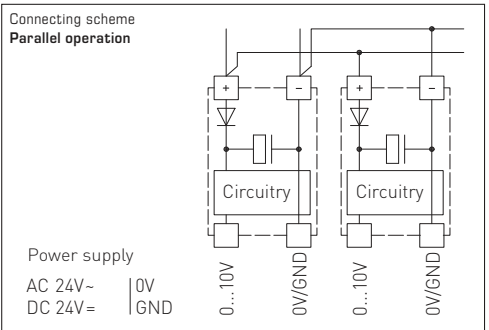 Connecting scheme
Parallel operation
+ − + −
Circuitry Circuitry
Power supply
AC 24V~ 0V
DC 24V= GND
0...10V 0V/GND 0...10V 0V/GND